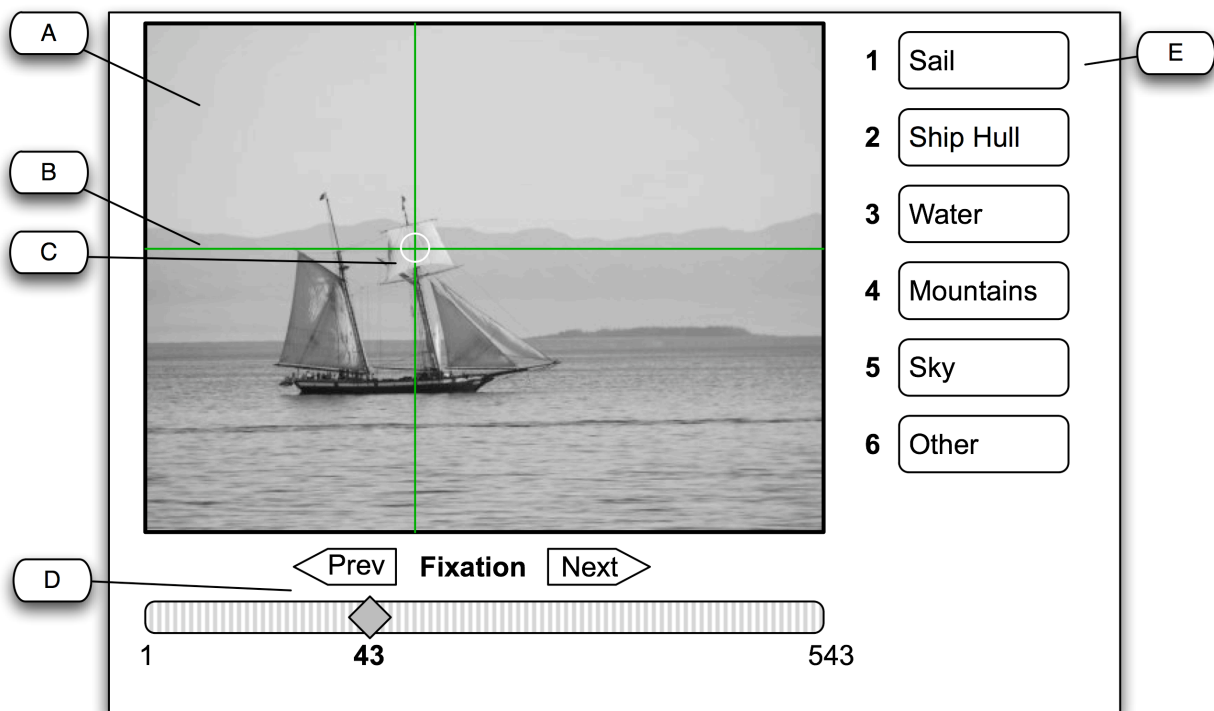 A
B
C
D
E
1 Sail
2 Ship Hull
3 Water
4 Mountains
5 Sky
6 Other
Prev Fixation Next
1 43 543